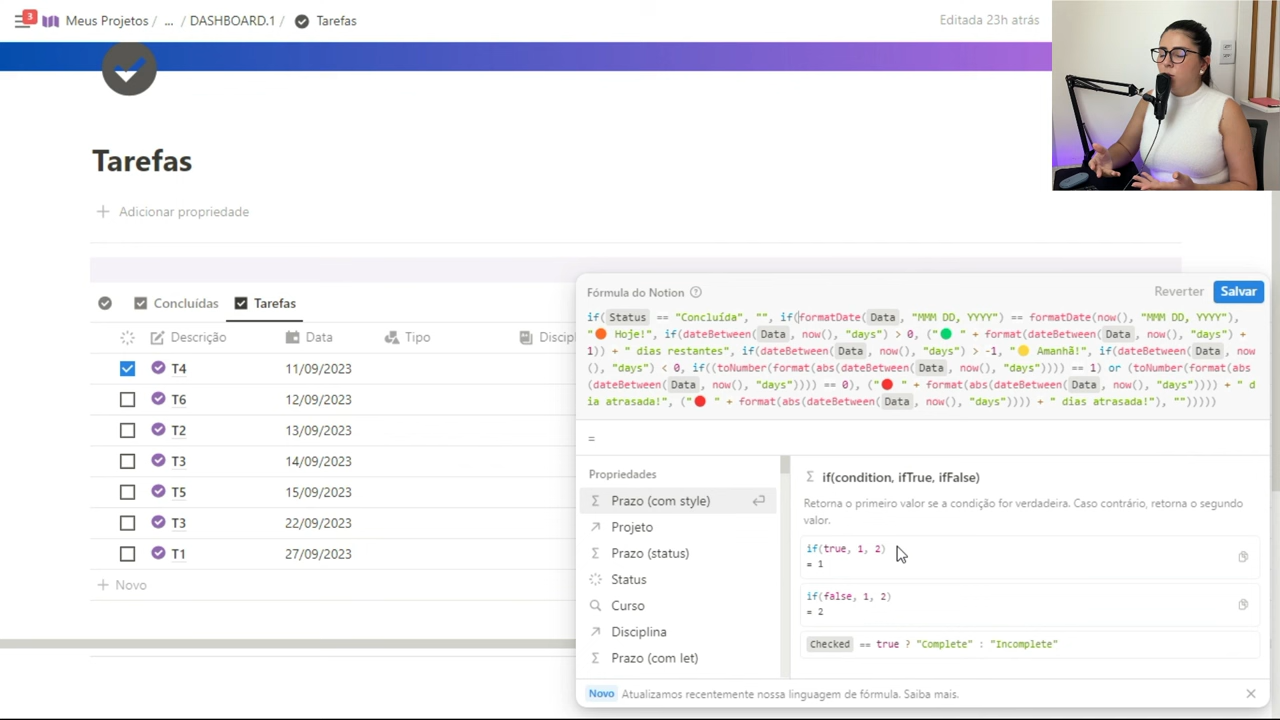 3
Meus Projetos / ... / DASHBOARD.1 / Tarefas
Editada 23h atrás
Tarefas
+ Adicionar propriedade
Concluídas Tarefas
Descrição Data Tipo Discipl
T4 11/09/2023
T6 12/09/2023
T2 13/09/2023
T3 14/09/2023
T5 15/09/2023
T3 22/09/2023
T1 27/09/2023
+ Novo
Fórmula do Notion ?
Reverter Salvar
if(Status == "Concluída", "", if(formatDate(Data, "MMM DD, YYYY") == formatDate(now(), "MMM DD, YYYY"),
"🟠 Hoje!", if(dateBetween(Data, now(), "days") > 0, ("🟢 " + format(dateBetween(Data, now(), "days") +
1)) + " dias restantes", if(dateBetween(Data, now(), "days") > -1, "🟡 Amanhã!", if(dateBetween(Data, now
(), "days") < 0, if((toNumber(format(abs(dateBetween(Data, now(), "days")))) == 1) or (toNumber(format(abs
(dateBetween(Data, now(), "days")))) == 0), ("🔴 " + format(abs(dateBetween(Data, now(), "days")))) + " d
ia atrasada!", ("🔴 " + format(abs(dateBetween(Data, now(), "days")))) + " dias atrasada!"), "")))))
=
Propriedades
Prazo (com style)
Projeto
Prazo (status)
Status
Curso
Disciplina
Prazo (com let)
Σ if(condition, ifTrue, ifFalse)
Retorna o primeiro valor se a condição for verdadeira. Caso contrário, retorna o segundo
valor.
if(true, 1, 2)
= 1
if(false, 1, 2)
= 2
Checked == true ? "Complete" : "Incomplete"
Novo Atualizamos recentemente nossa linguagem de fórmula. Saiba mais.